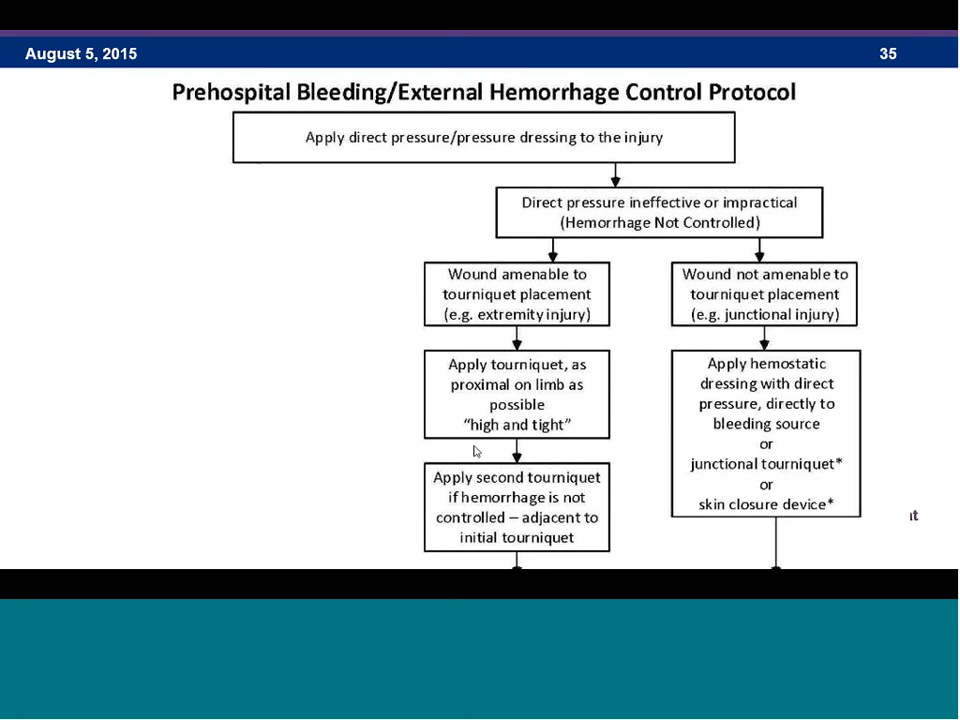 August 5, 2015
35
Prehospital Bleeding/External Hemorrhage Control Protocol
Apply direct pressure/pressure dressing to the injury
Direct pressure ineffective or impractical
(Hemorrhage Not Controlled)
Wound amenable to
tourniquet placement
(e.g. extremity injury)
Wound not amenable to
tourniquet placement
(e.g. junctional injury)
Apply tourniquet, as
proximal on limb as
possible
“high and tight”
Apply hemostatic
dressing with direct
pressure, directly to
bleeding source
or
junctional tourniquet*
or
skin closure device*
Apply second tourniquet
if hemorrhage is not
controlled – adjacent to
initial tourniquet